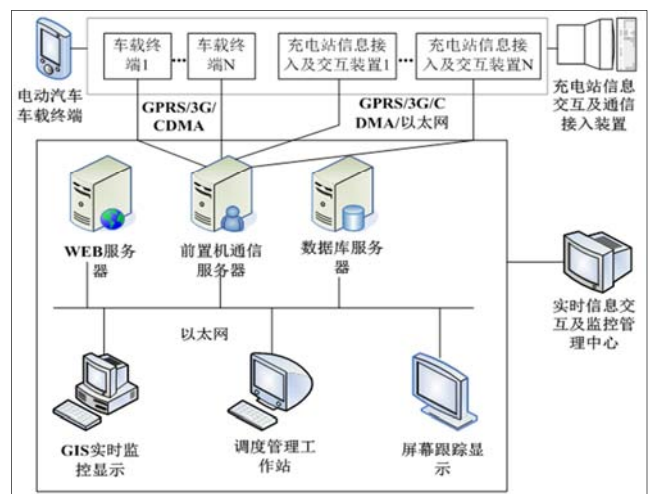 车载终
端1
...
车载终
端N
充电站信息接
入及交互装置1
...
充电站信息接
入及交互装置N
电动汽车
车载终端
充电站信息
交互及通信
接入装置
GPRS/3G/
CDMA
GPRS/3G/C
DMA/以太网
WEB服务
器
前置机通信
服务器
数据库服务
器
实时信息交
互及监控管
理中心
以太网
GIS实时监
控显示
调度管理工
作站
屏幕跟踪显
示